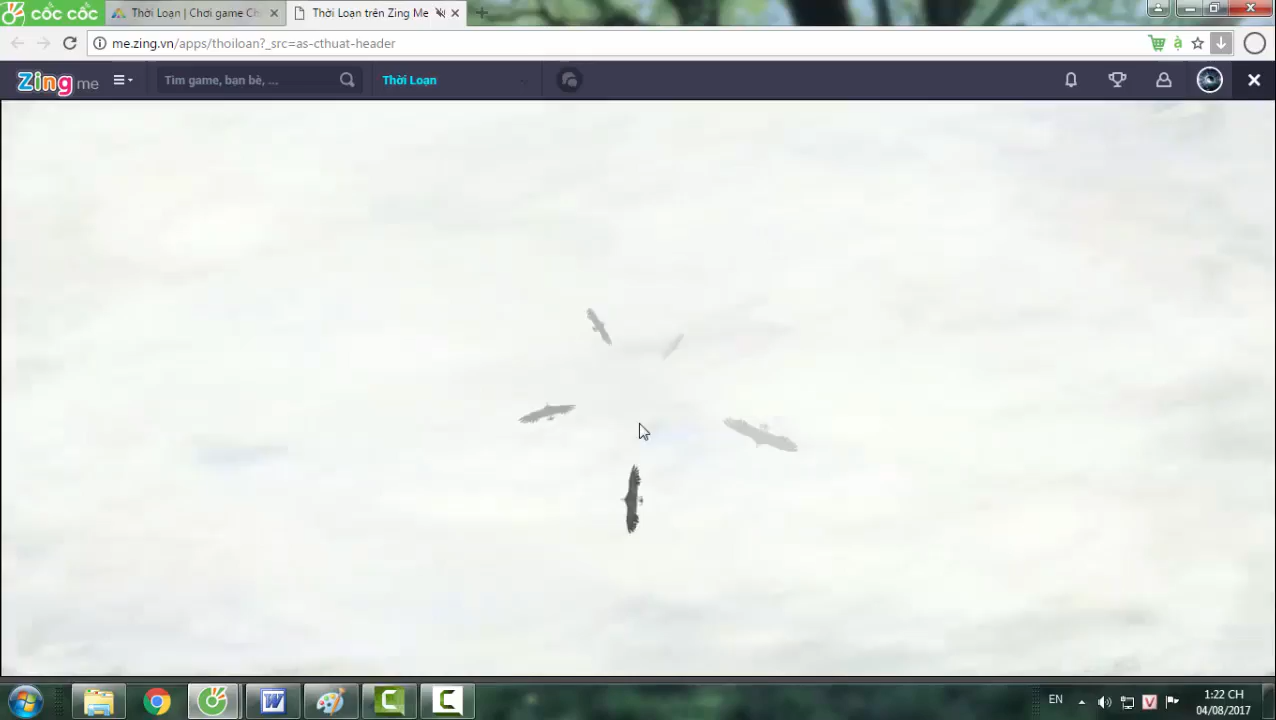 CỐC CỐC
Thời Loạn | Chơi game Ch
Thời Loạn trên Zing Me
me.zing.vn/apps/thoiloan?_src=as-cthuat-header
Zing me
Tìm game, bạn bè, ...
Thời Loạn
EN
V
1:22 CH
04/08/2017